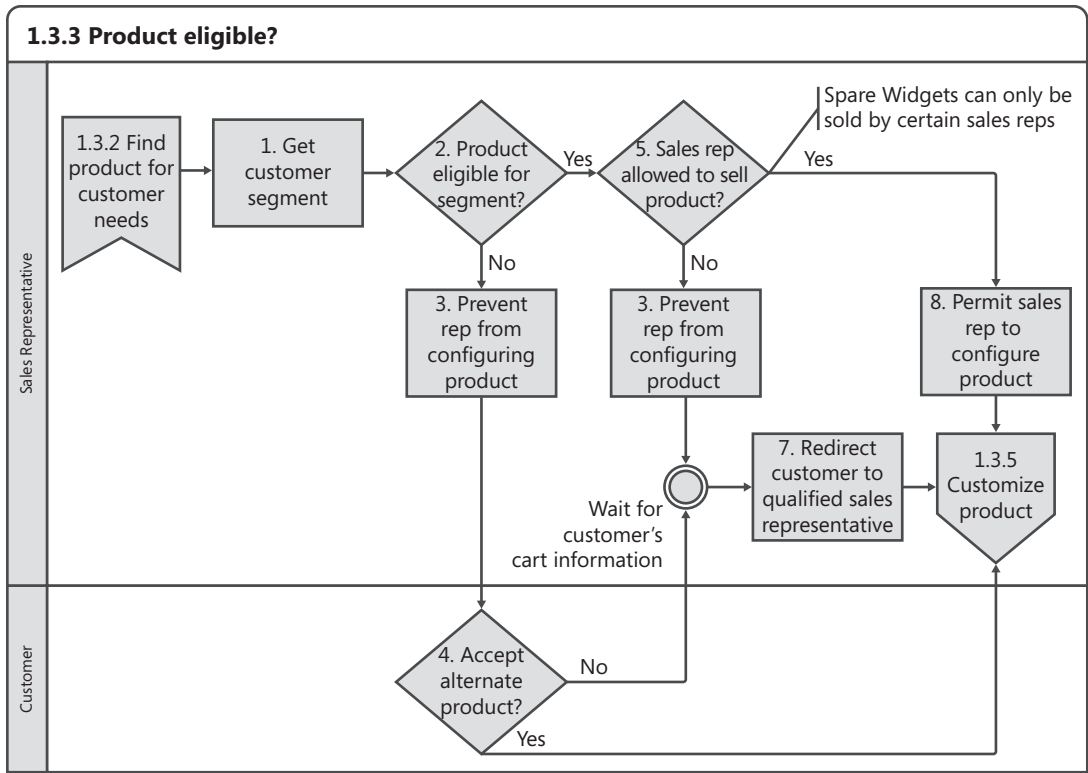 1.3.3 Product eligible?
Sales Representative
1.3.2 Find
product for
customer
needs
1. Get
customer
segment
2. Product
eligible for
segment?
Yes
No
5. Sales rep
allowed to sell
product?
Spare Widgets can only be
sold by certain sales reps
Yes
No
3. Prevent
rep from
configuring
product
3. Prevent
rep from
configuring
product
8. Permit sales
rep to
configure
product
Wait for
customer’s
cart information
7. Redirect
customer to
qualified sales
representative
1.3.5
Customize
product
Customer
4. Accept
alternate
product?
No
Yes